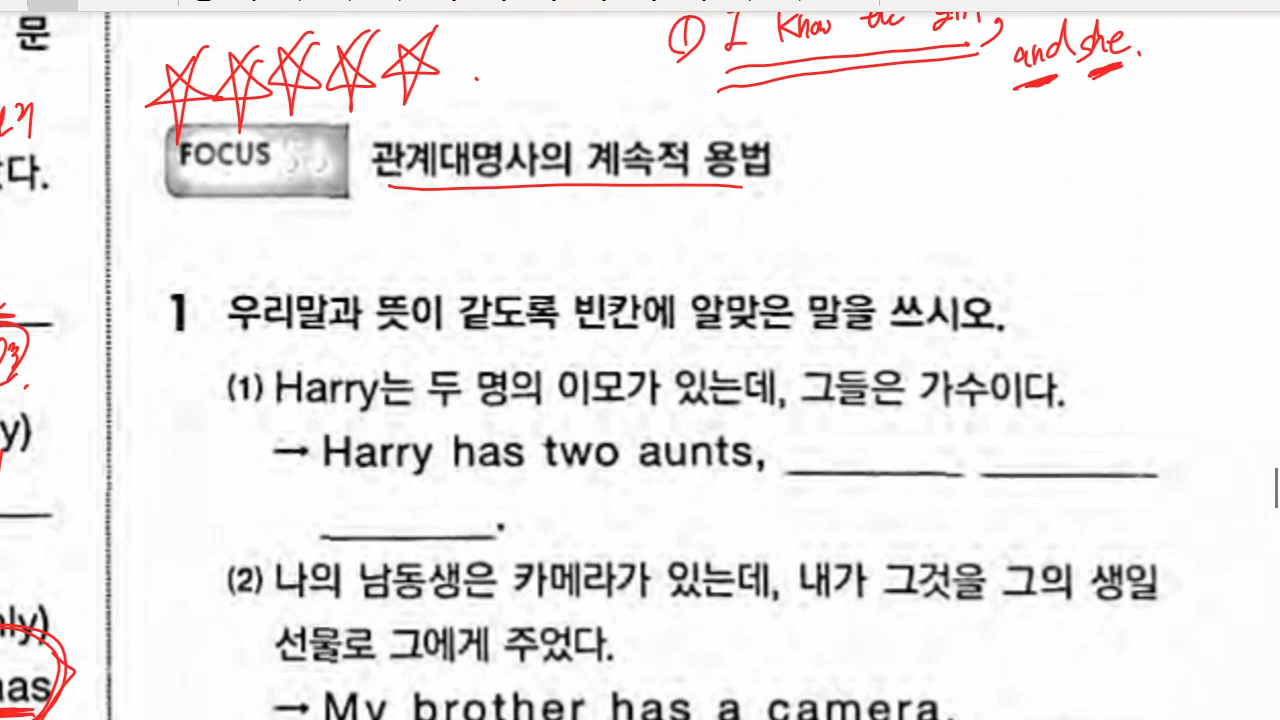 문
① I know the girl,
and she.
다.
FOCUS
관계대명사의 계속적 용법
1 우리말과 뜻이 같도록 빈칸에 알맞은 말을 쓰시오.
(1) Harry는 두 명의 이모가 있는데, 그들은 가수이다.
→ Harry has two aunts, ______ ______
______.
y)
(2) 나의 남동생은 카메라가 있는데, 내가 그것을 그의 생일
선물로 그에게 주었다.
nly)
has
→ My brother has a camera,